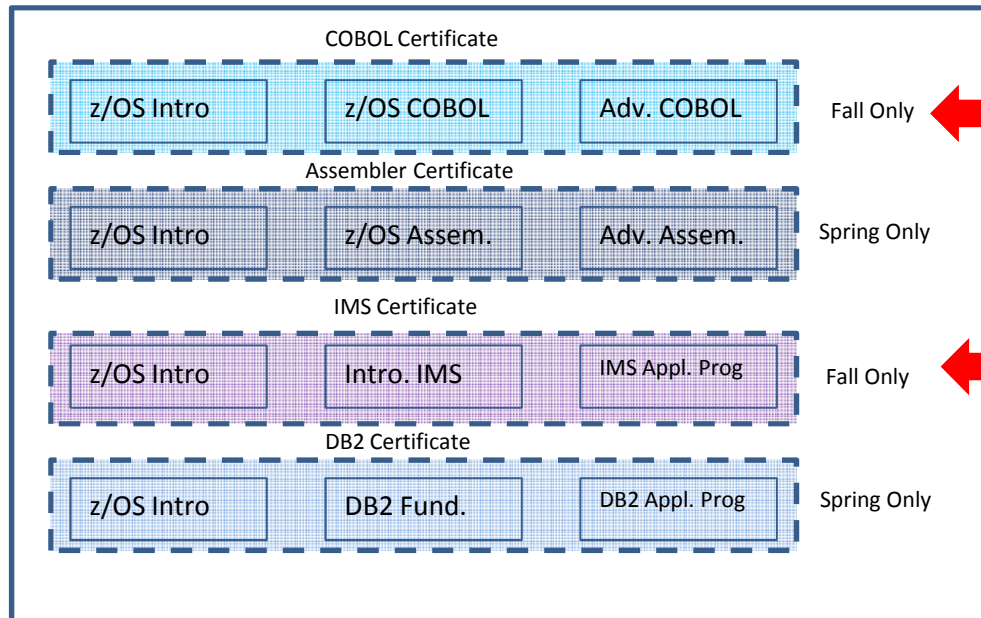 COBOL Certificate
z/OS Intro z/OS COBOL Adv. COBOL Fall Only
Assembler Certificate
z/OS Intro z/OS Assem. Adv. Assem. Spring Only
IMS Certificate
z/OS Intro Intro. IMS IMS Appl. Prog Fall Only
DB2 Certificate
z/OS Intro DB2 Fund. DB2 Appl. Prog Spring Only